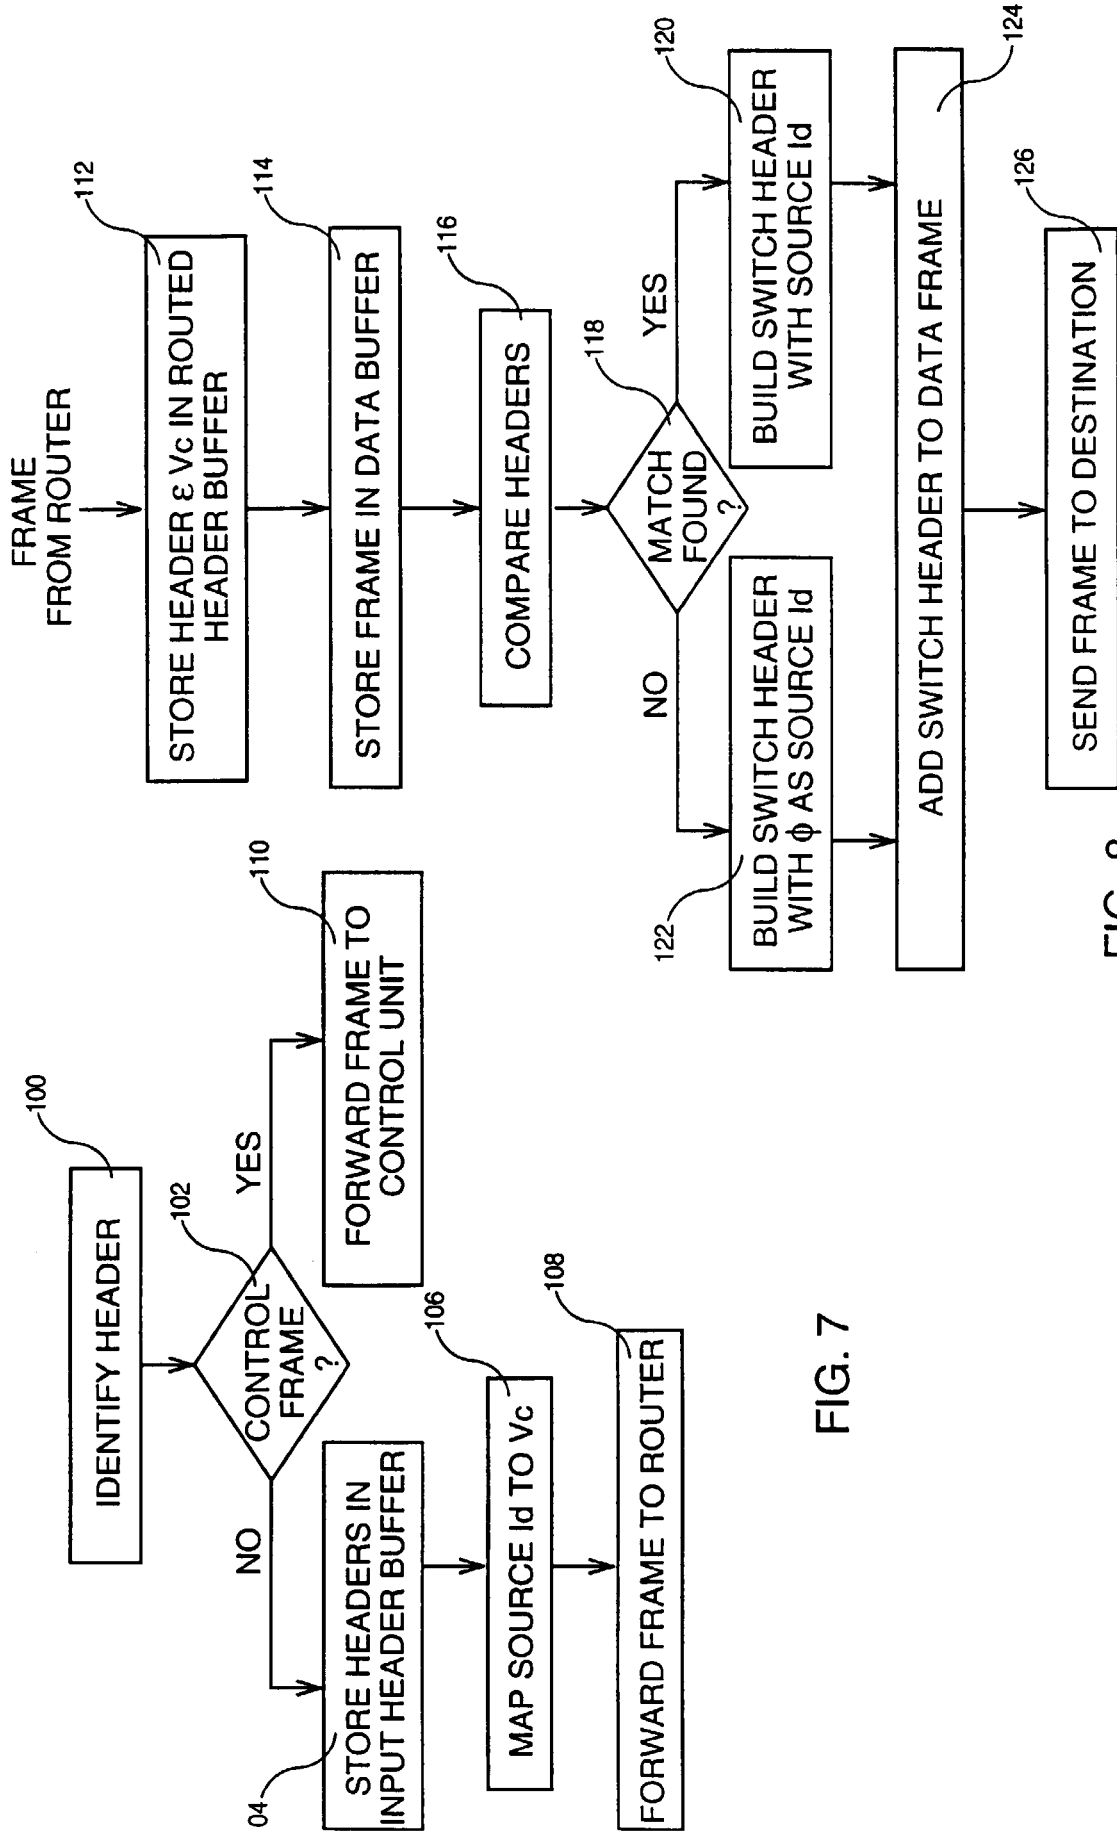 100
IDENTIFY HEADER
102
CONTROL
FRAME
?
NO
YES
04
STORE HEADERS IN
INPUT HEADER BUFFER
110
FORWARD FRAME TO
CONTROL UNIT
106
MAP SOURCE Id TO Vc
108
FORWARD FRAME TO ROUTER
FIG. 7
FRAME
FROM ROUTER
112
STORE HEADER ε Vc IN ROUTED
HEADER BUFFER
114
STORE FRAME IN DATA BUFFER
116
COMPARE HEADERS
118
MATCH
FOUND
?
NO
YES
122
BUILD SWITCH HEADER
WITH ϕ AS SOURCE Id
120
BUILD SWITCH HEADER
WITH SOURCE Id
124
ADD SWITCH HEADER TO DATA FRAME
126
SEND FRAME TO DESTINATION
FIG.